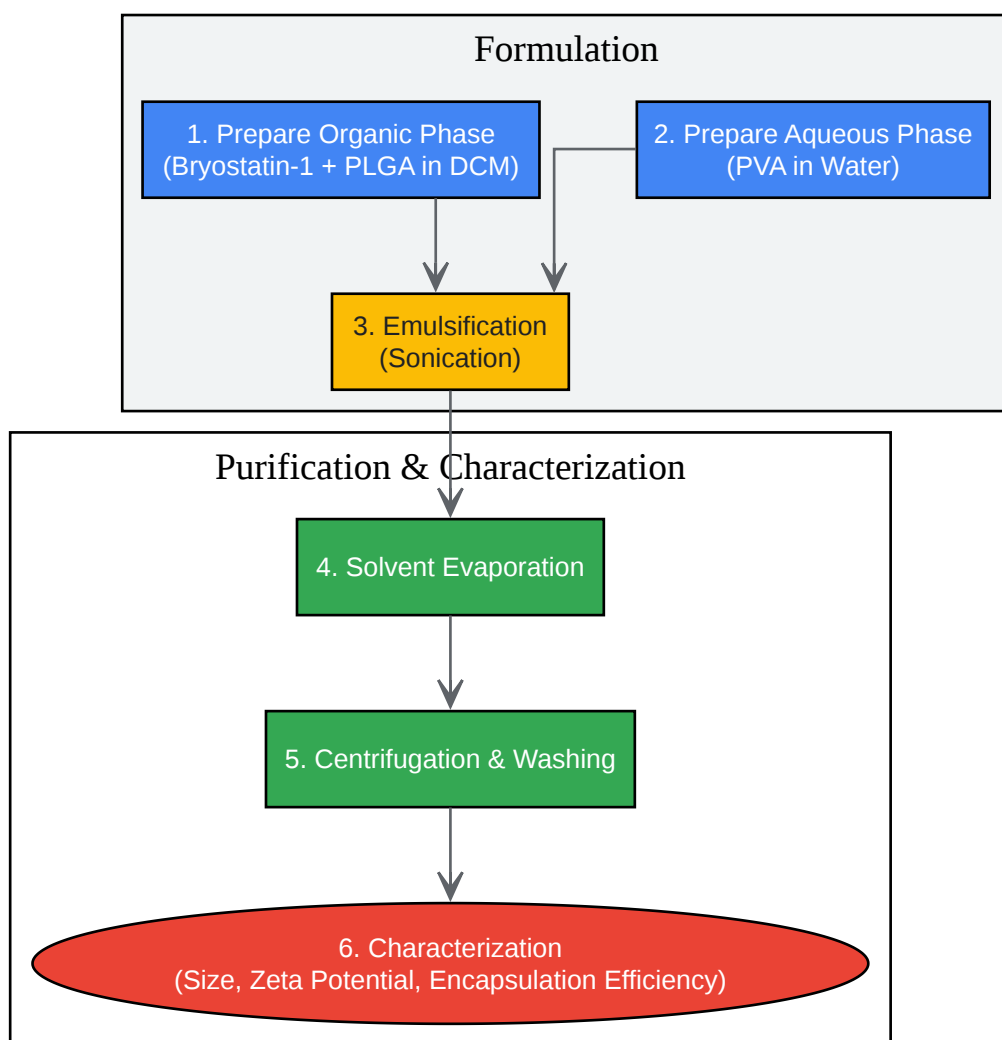 Formulation
1. Prepare Organic Phase
(Bryostatin-1 + PLGA in DCM)
2. Prepare Aqueous Phase
(PVA in Water)
3. Emulsification
(Sonication)
Purification & Characterization
4. Solvent Evaporation
5. Centrifugation & Washing
6. Characterization
(Size, Zeta Potential, Encapsulation Efficiency)